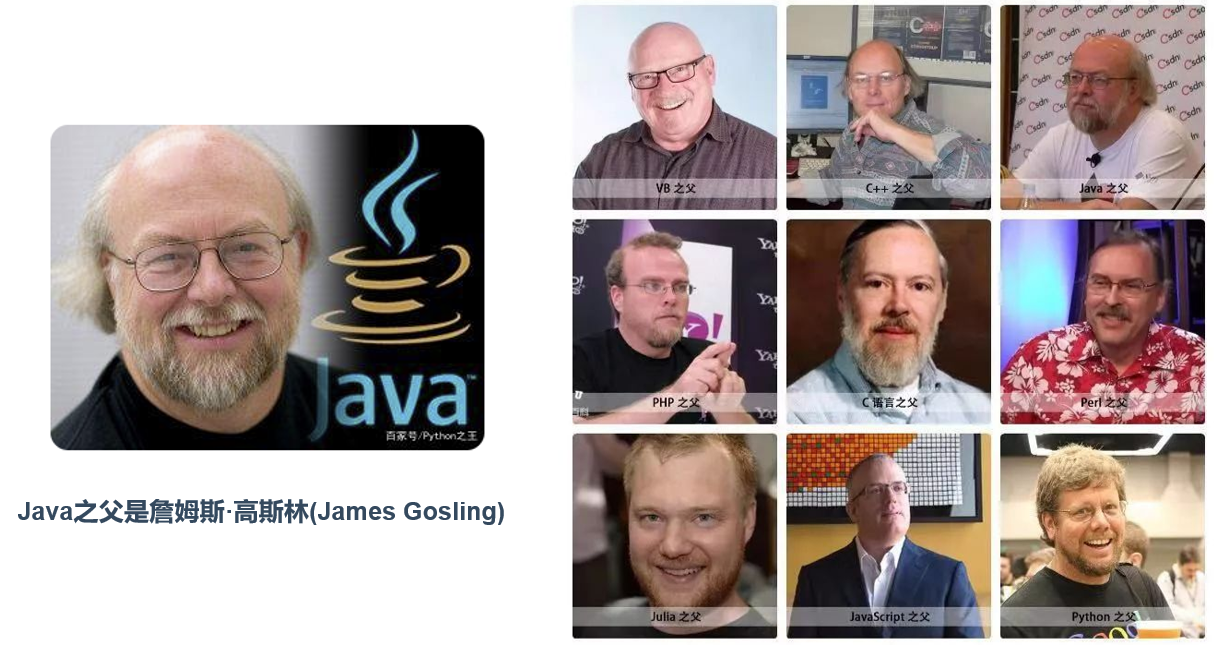 Java™
百家号/Python之王
Java之父是詹姆斯·高斯林(James Gosling)
VB 之父
C++ 之父
Csdn
Java 之父
PHP 之父
C 语言之父
Perl 之父
Julia 之父
JavaScript 之父
Python 之父